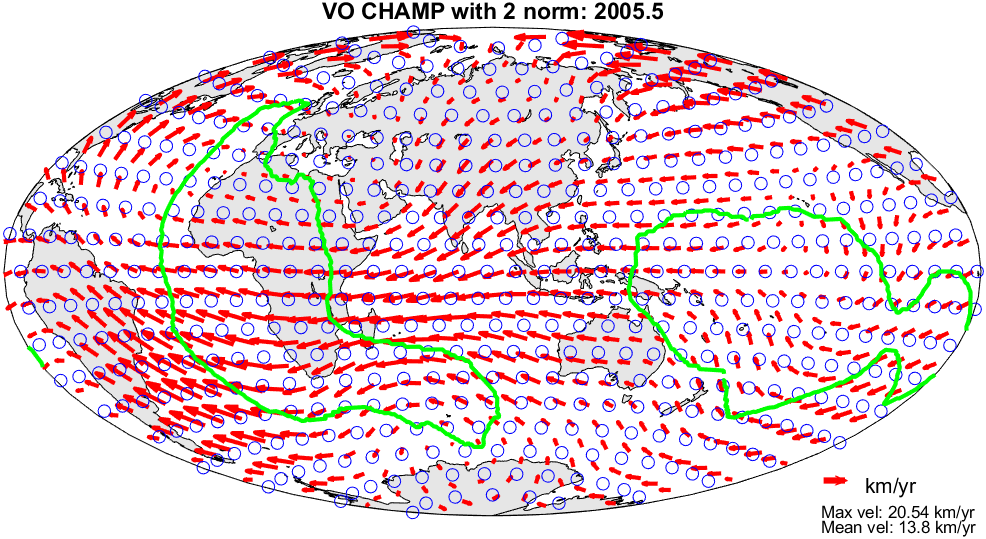 VO CHAMP with 2 norm: 2005.5
km/yr
Max vel: 20.54 km/yr
Mean vel: 13.8 km/yr